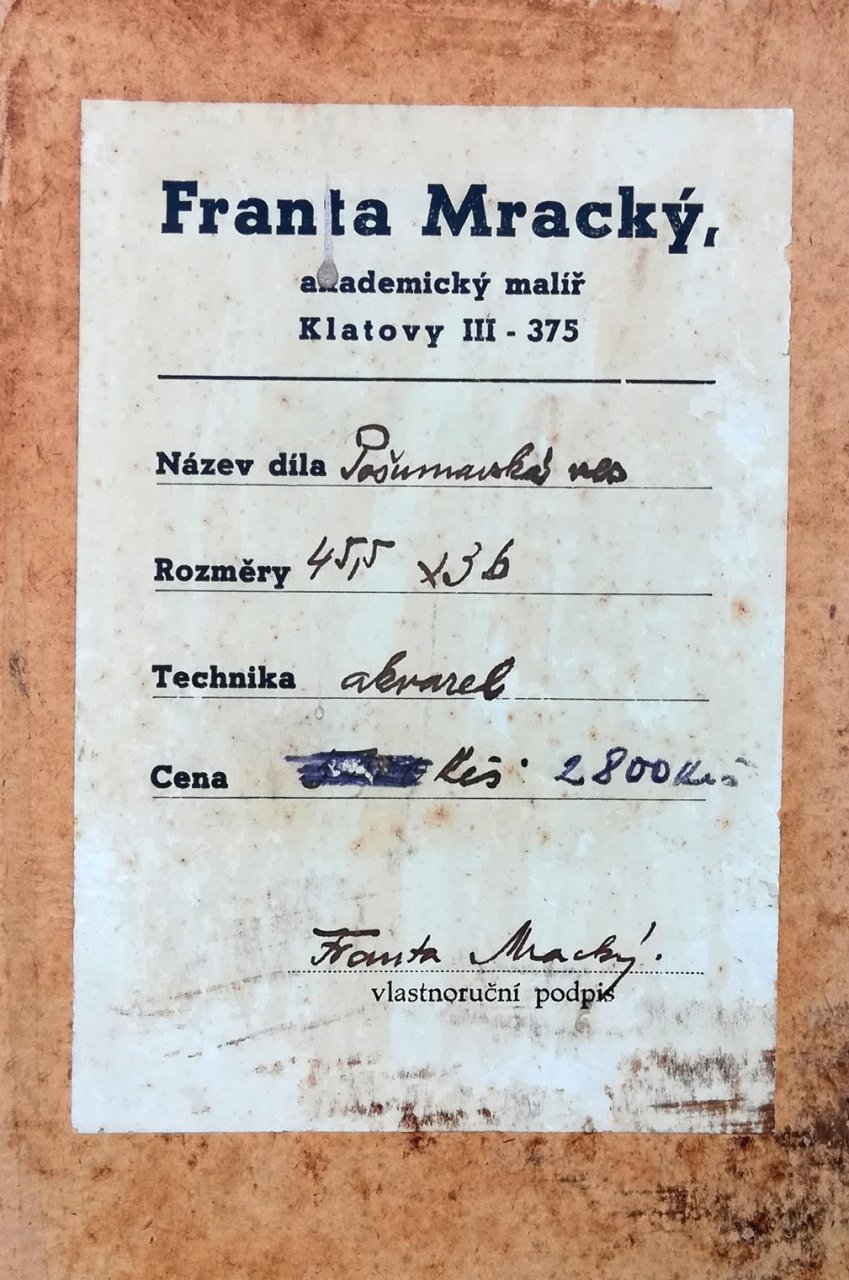 Franta Mracký,
akademický malíř
Klatovy III - 375
Název díla Pošumavská ves
Rozměry 45,5 x 36
Technika akvarel
Cena Kčs. 2800 Kčs
Franta Mracký.
vlastnoruční podpis